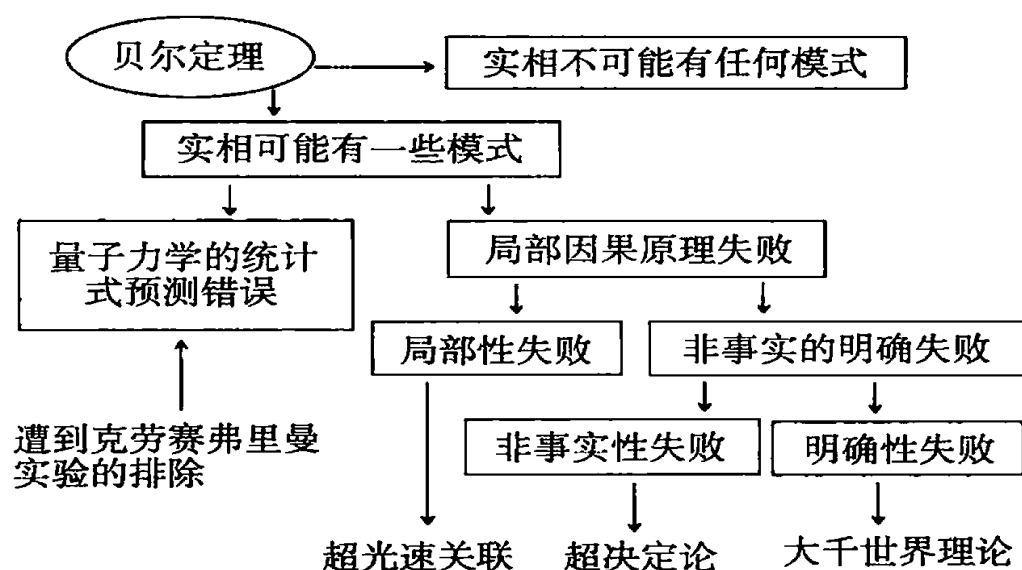 贝尔定理
实相不可能有任何模式
实相可能有一些模式
量子力学的统计
式预测错误
局部因果原理失败
局部性失败
非事实的明确失败
遭到克劳赛弗里曼
实验的排除
非事实性失败
明确性失败
超光速关联
超决定论
大千世界理论